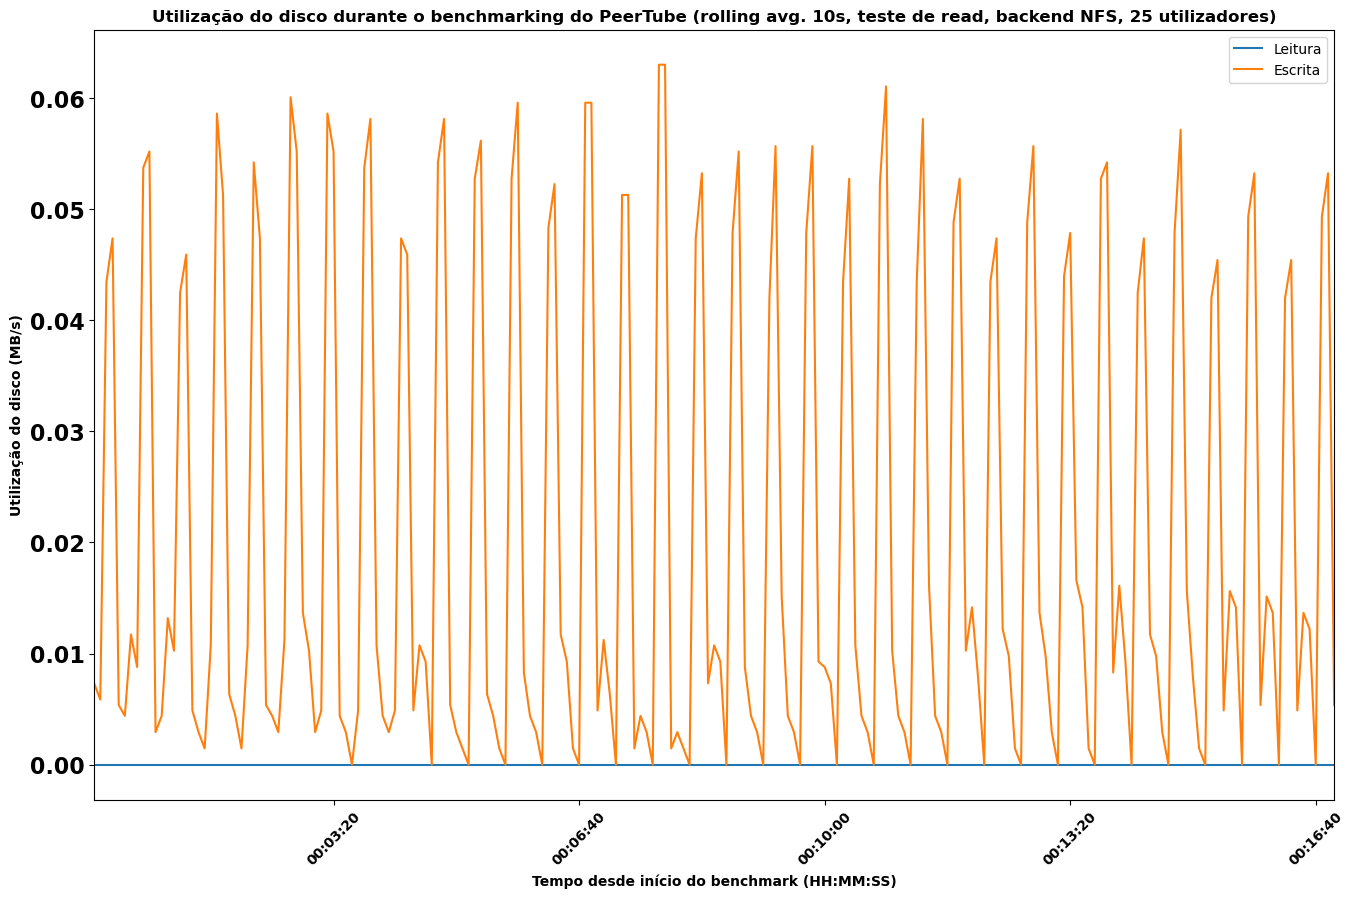 Utilização do disco durante o benchmarking do PeerTube (rolling avg. 10s, teste de read, backend NFS, 25 utilizadores)
Leitura
Escrita
Utilização do disco (MB/s)
0.06
0.05
0.04
0.03
0.02
0.01
0.00
00:03:20
00:06:40
00:10:00
00:13:20
00:16:40
Tempo desde início do benchmark (HH:MM:SS)